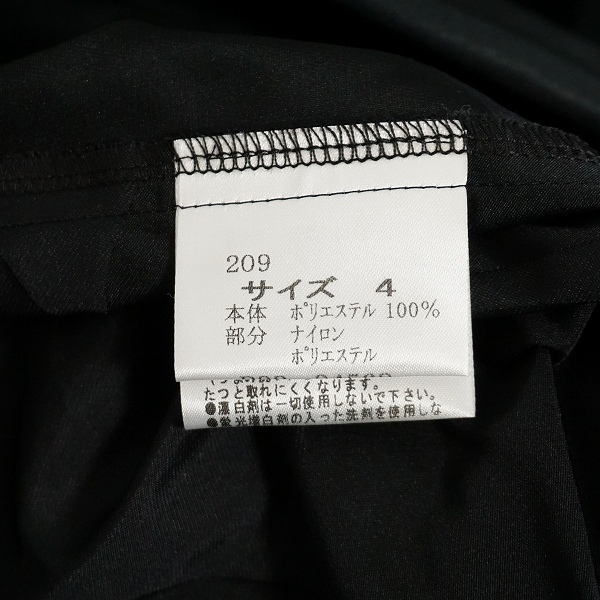 209
サイズ 4
本体 ポリエステル 100%
部分 ナイロン
ポリエステル
たつと取れにくくなります。
●漂白剤は一切使用しないで下さい。
●蛍光増白剤の入った洗剤を使用しな